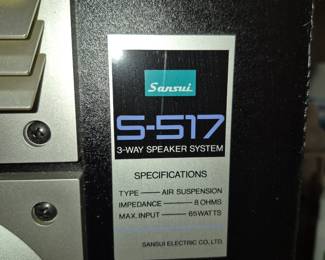 Sansui
S-517
3-WAY SPEAKER SYSTEM
SPECIFICATIONS
TYPE — AIR SUSPENSION
IMPEDANCE — 8 OHMS
MAX. INPUT — 65WATTS
SANSUI ELECTRIC CO., LTD.